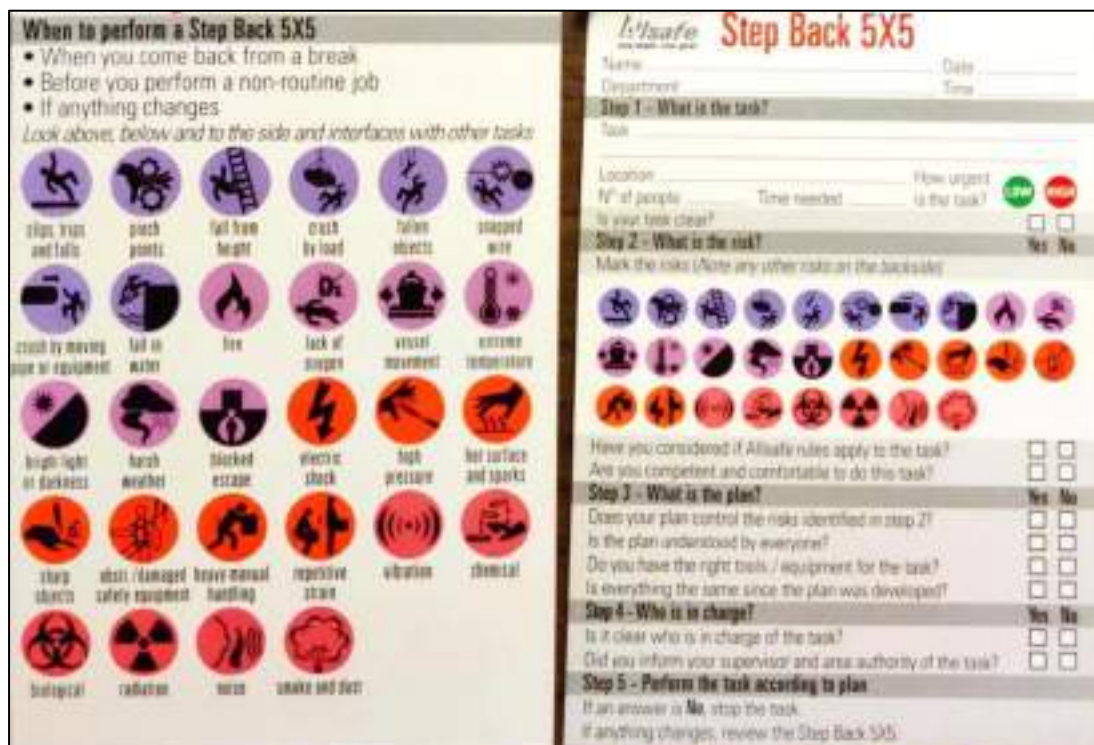 When to perform a Step Back 5X5
• When you come back from a break
• Before you perform a non-routine job
• If anything changes
Look above, below and to the side and interfaces with other tasks
slips, trips and falls
pinch points
fall from height
crush by load
fallen objects
snapped wire
crush by moving pipe or equipment
fall in water
fire
lack of oxygen
vessel movement
extreme temperature
bright light or darkness
harsh weather
blocked escape
electric shock
high pressure
hot surface and sparks
sharp objects
obstr. / damaged safety equipment
heavy manual handling
repetitive strain
vibration
chemical
biological
radiation
noise
smoke and dust
Allsafe
Step Back 5X5
Name
Date
Department
Time
Step 1 - What is the task?
Task
Location
How urgent is the task?
LOW
HIGH
N° of people
Time needed
Is your task clear?
Step 2 - What is the risk?
Yes No
Mark the risks (Note any other risks on the backside)
Have you considered if Allsafe rules apply to the task?
Are you competent and comfortable to do this task?
Step 3 - What is the plan?
Yes No
Does your plan control the risks identified in step 2?
Is the plan understood by everyone?
Do you have the right tools / equipment for the task?
Is everything the same since the plan was developed?
Step 4 - Who is in charge?
Yes No
Is it clear who is in charge of the task?
Did you inform your supervisor and area authority of the task?
Step 5 - Perform the task according to plan
If an answer is No, stop the task.
If anything changes, review the Step Back 5X5.